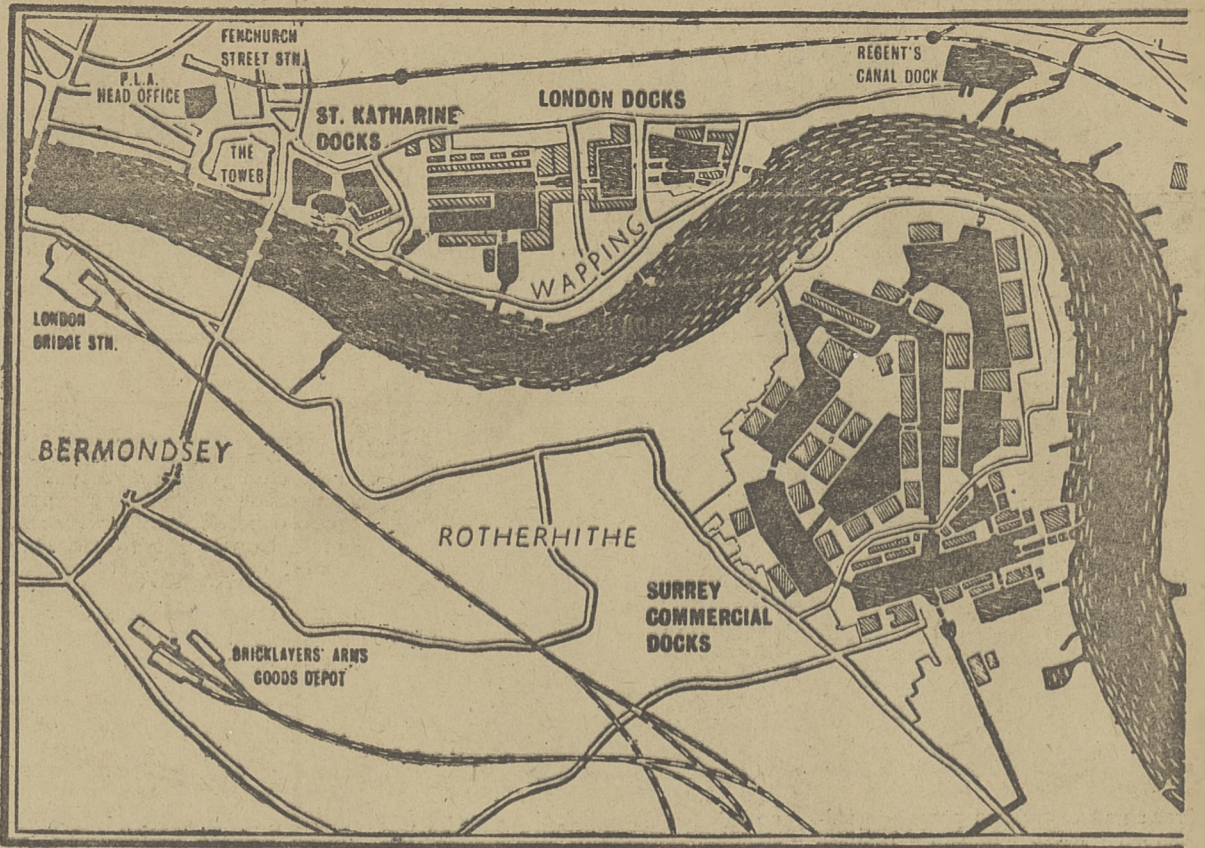 FENCHURCH
STREET STN.
P.L.A.
HEAD OFFICE
REGENT'S
CANAL DOCK
LONDON DOCKS
ST. KATHARINE
DOCKS
THE
TOWER
WAPPING
LONDON
BRIDGE STN.
BERMONDSEY
ROTHERHITHE
SURREY
COMMERCIAL
DOCKS
BRICKLAYERS' ARMS
GOODS DEPOT